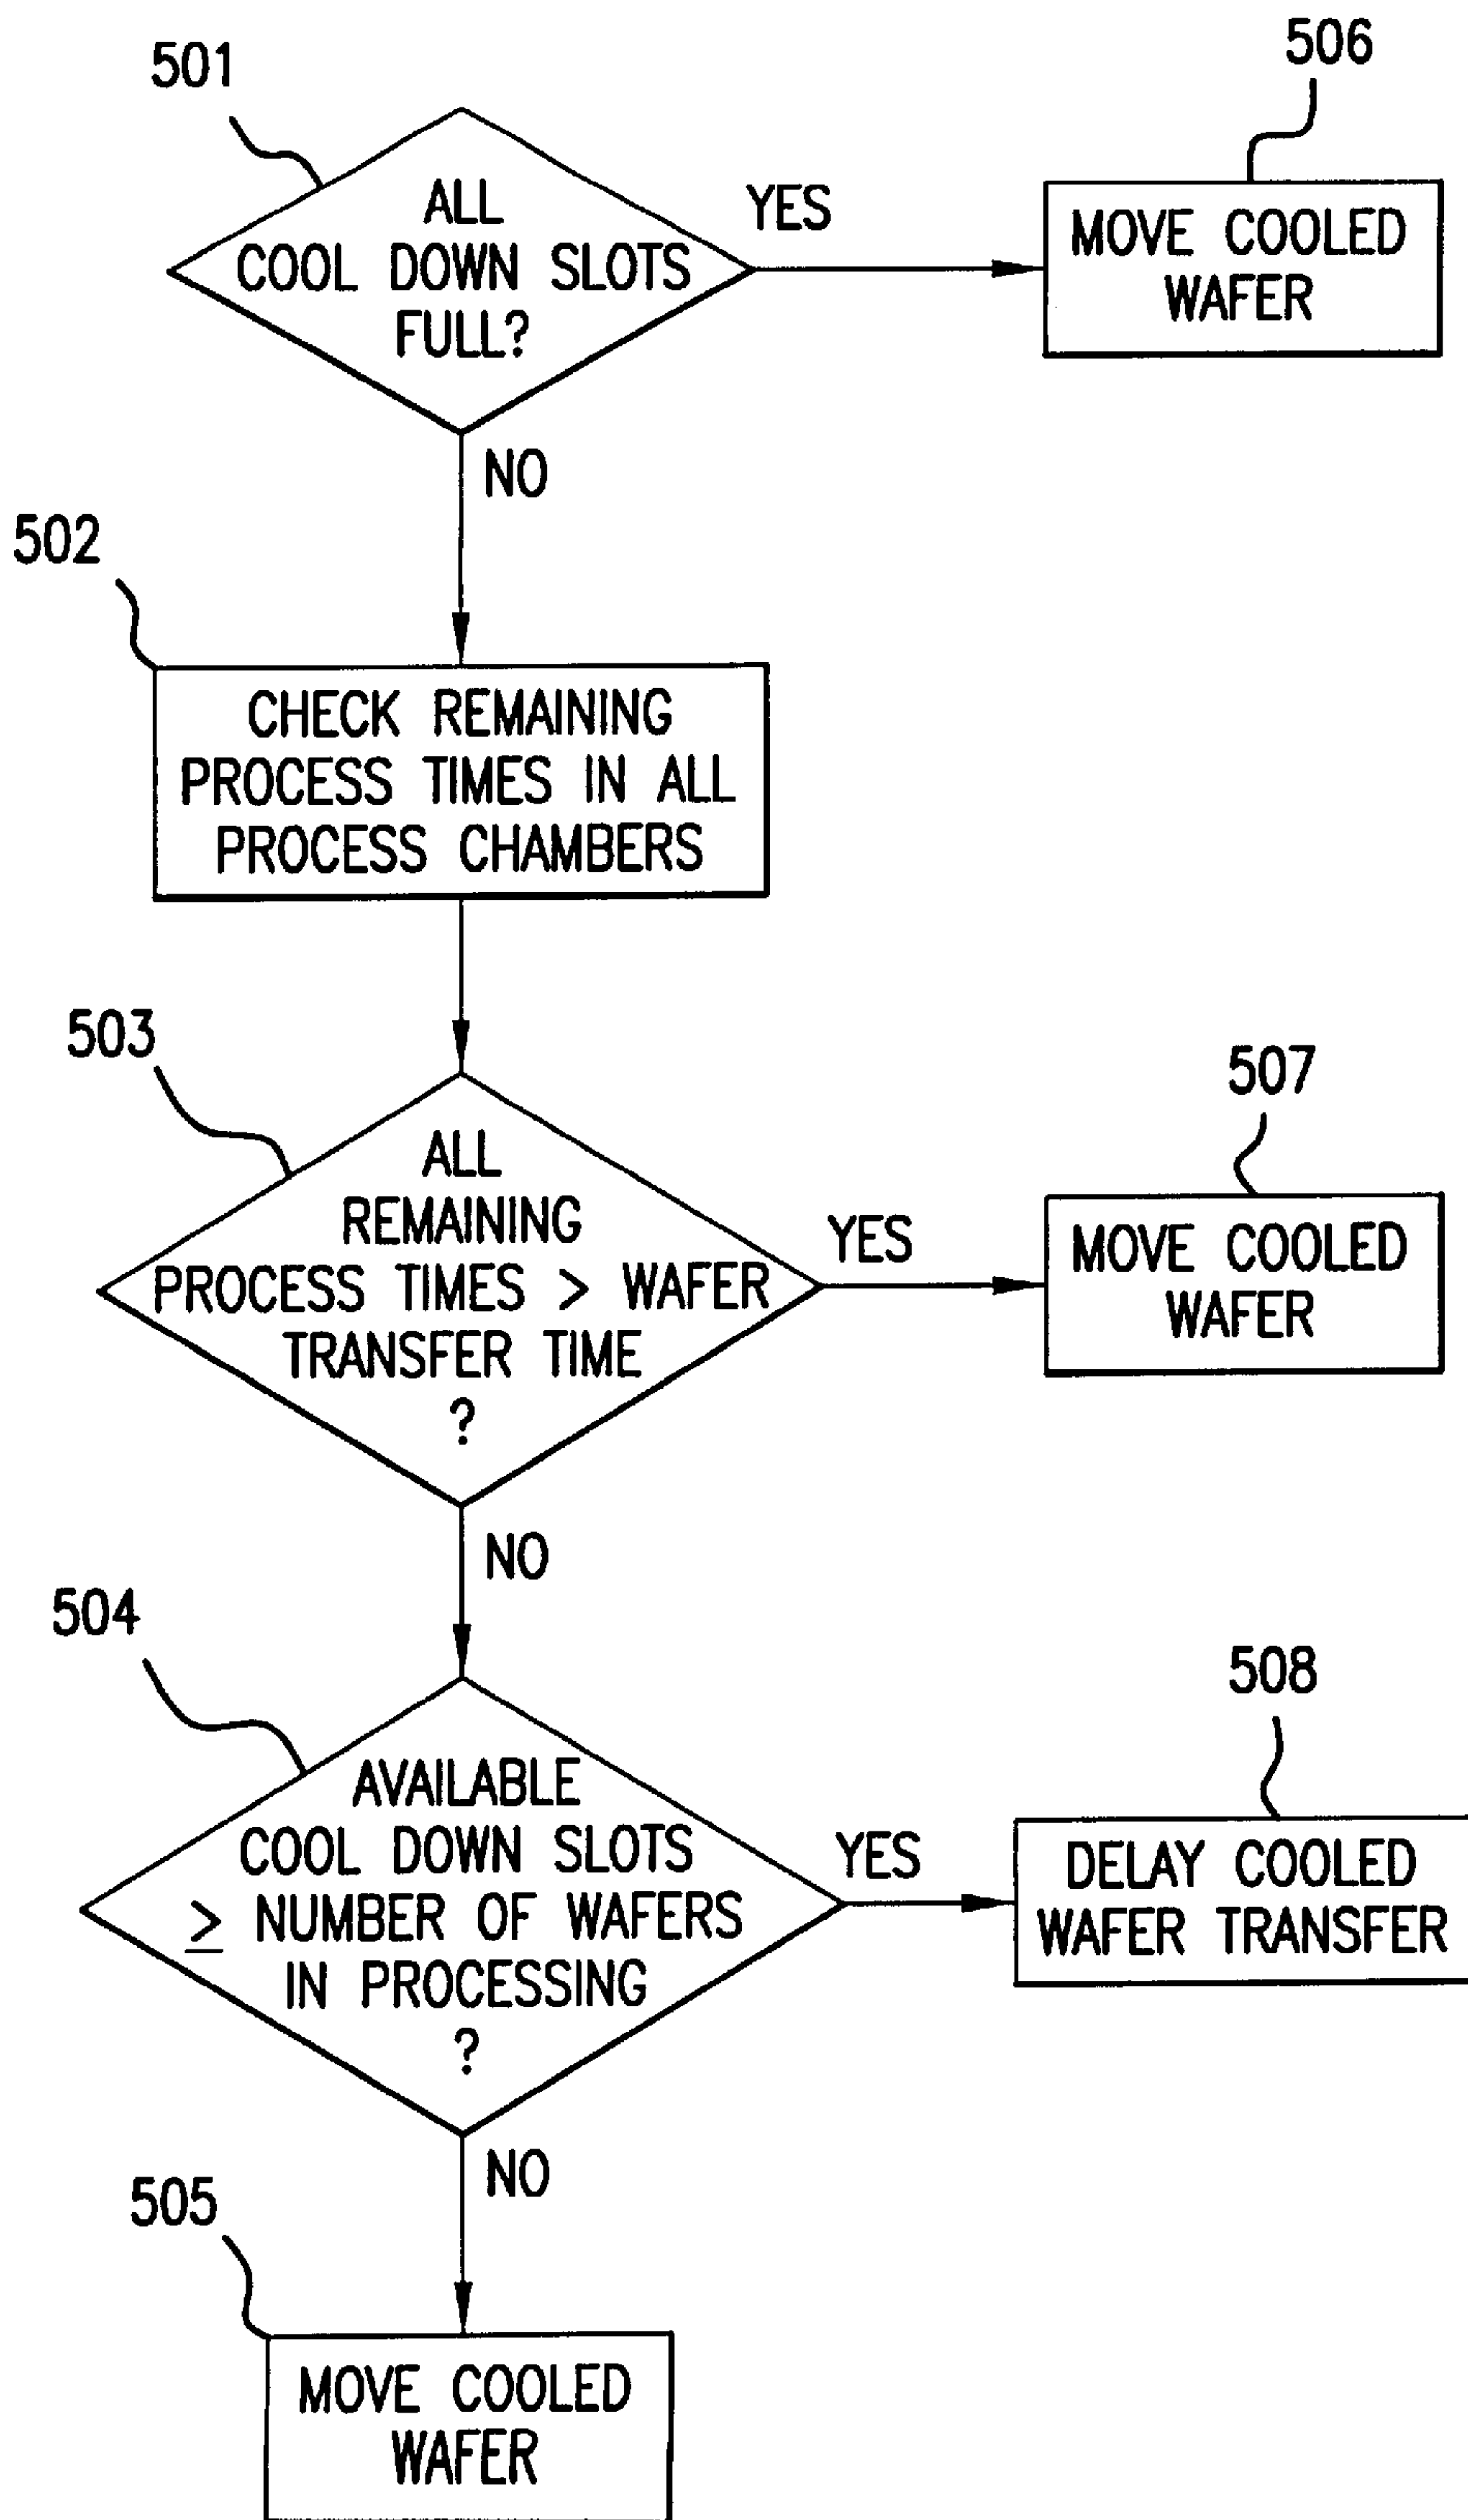 501
506
ALL
COOL DOWN SLOTS
FULL?
YES
MOVE COOLED
WAFER
NO
502
CHECK REMAINING
PROCESS TIMES IN ALL
PROCESS CHAMBERS
503
507
ALL
REMAINING
PROCESS TIMES > WAFER
TRANSFER TIME
?
YES
MOVE COOLED
WAFER
NO
504
508
AVAILABLE
COOL DOWN SLOTS
≥ NUMBER OF WAFERS
IN PROCESSING
?
YES
DELAY COOLED
WAFER TRANSFER
NO
505
MOVE COOLED
WAFER